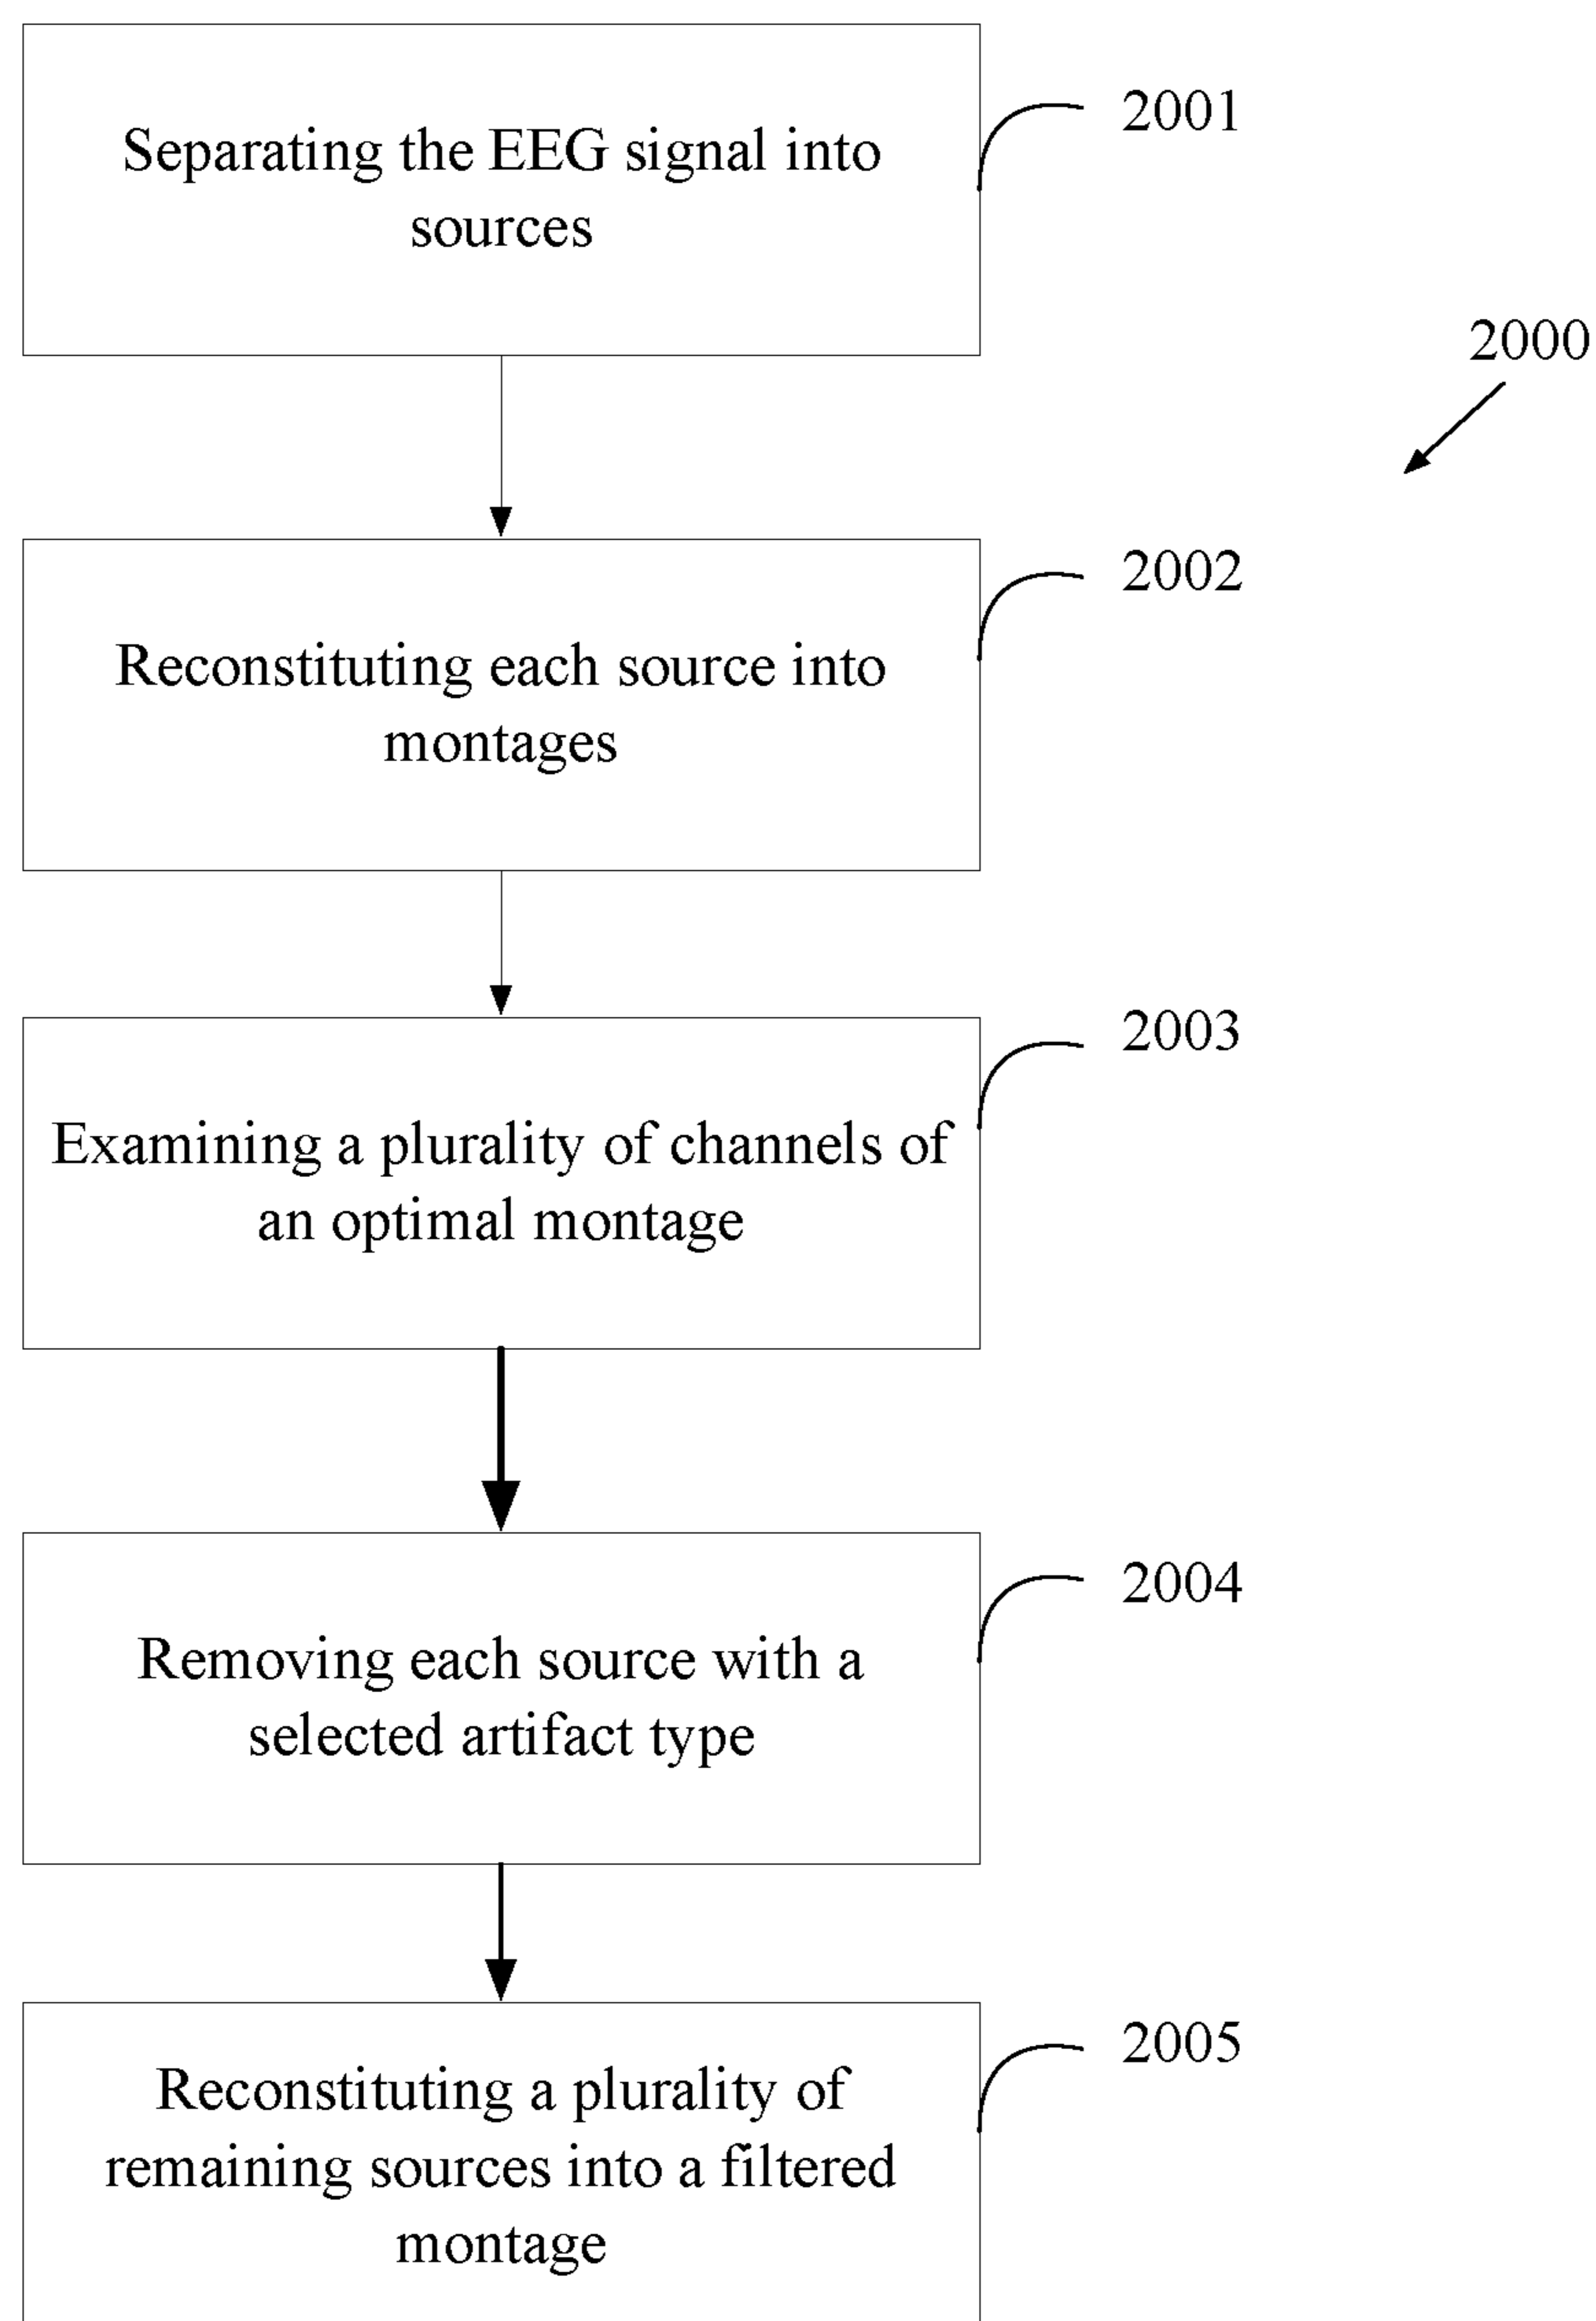 Separating the EEG signal into
sources
2001
2000
Reconstituting each source into
montages
2002
Examining a plurality of channels of
an optimal montage
2003
Removing each source with a
selected artifact type
2004
Reconstituting a plurality of
remaining sources into a filtered
montage
2005